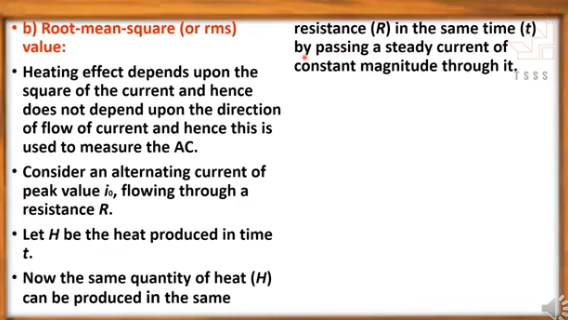 • b) Root-mean-square (or rms)
value:
• Heating effect depends upon the
square of the current and hence
does not depend upon the direction
of flow of current and hence this is
used to measure the AC.
• Consider an alternating current of
peak value i₀, flowing through a
resistance R.
• Let H be the heat produced in time
t.
• Now the same quantity of heat (H)
can be produced in the same
resistance (R) in the same time (t)
by passing a steady current of
constant magnitude through it.
TSSS